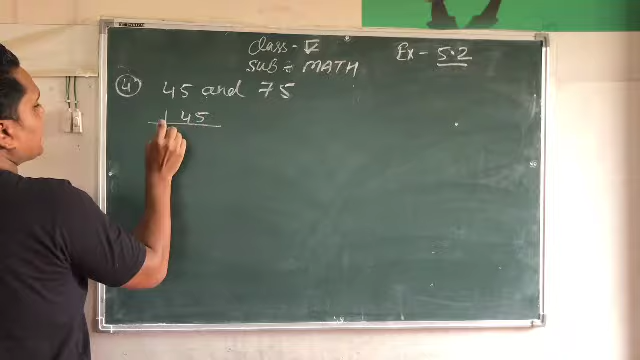 Class - V
Ex - 5.2
SUB = MATH
4 45 and 75
45